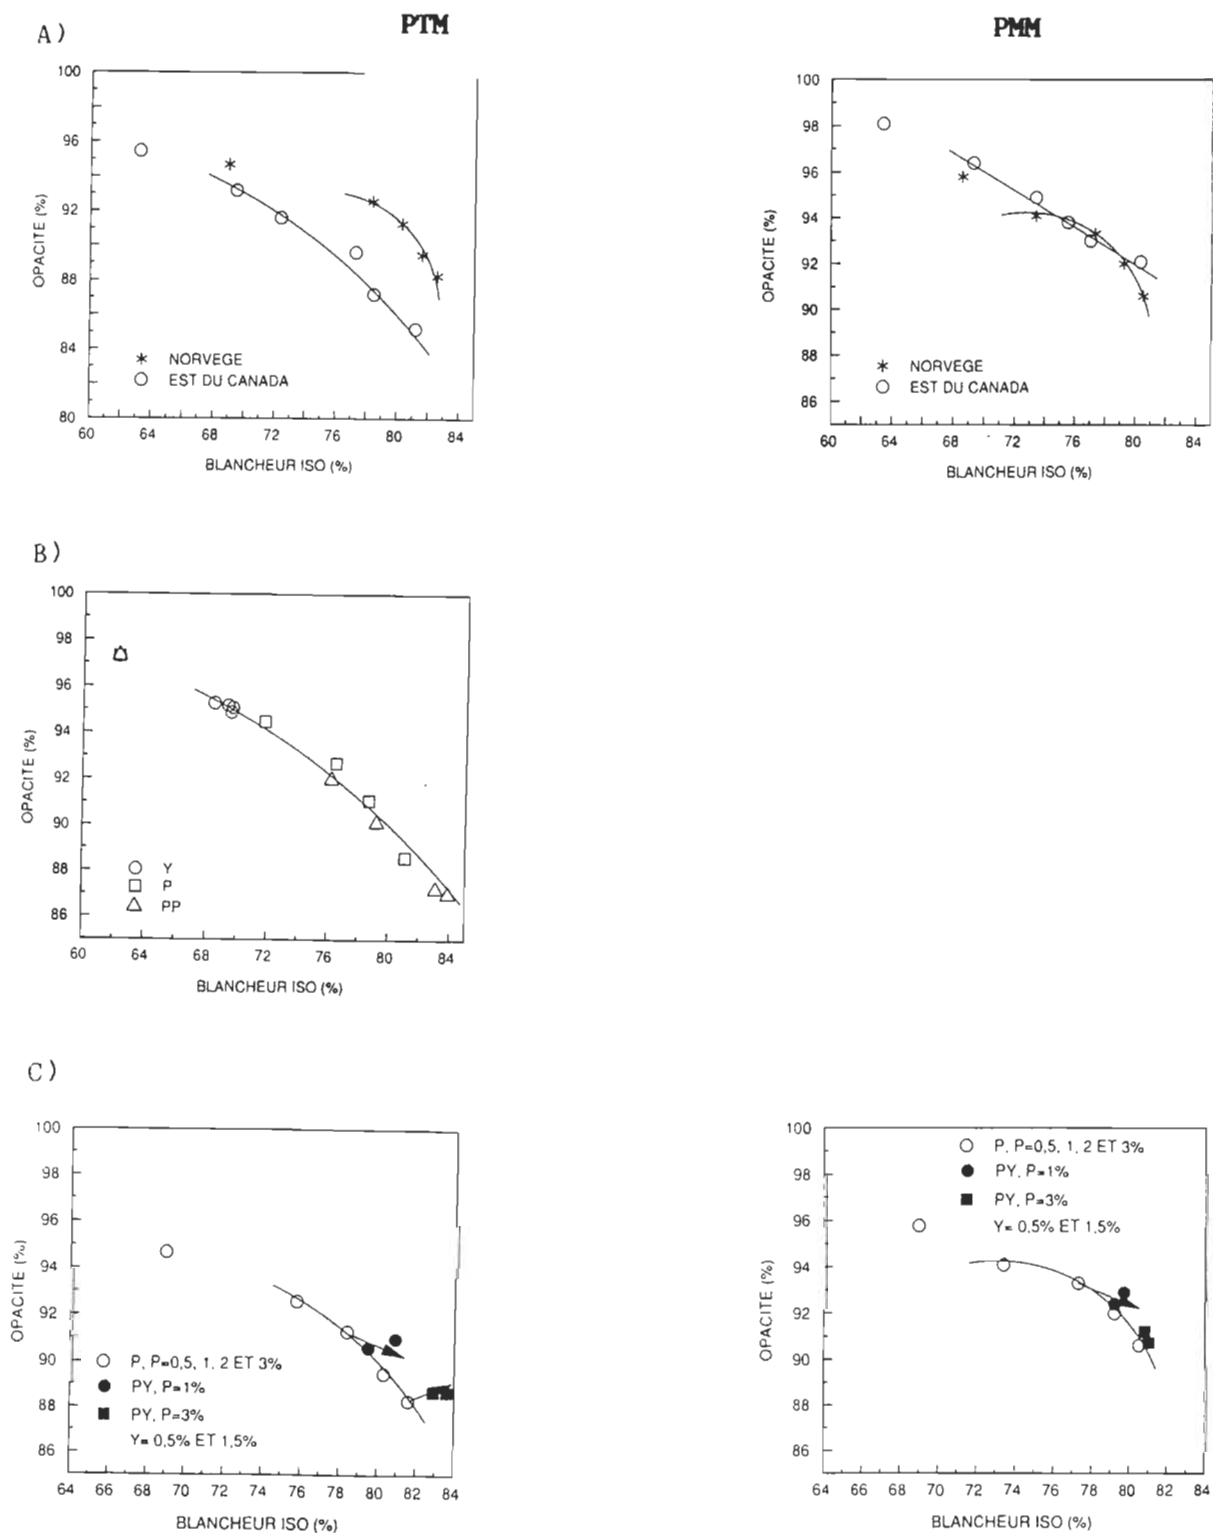 A)
PTM
PMM
100
96
92
88
84
80
OPACITE (%)
* NORVEGE
○ EST DU CANADA
60 64 68 72 76 80 84
BLANCHEUR ISO (%)
100
98
96
94
92
90
88
86
OPACITE (%)
* NORVEGE
○ EST DU CANADA
60 64 68 72 76 80 84
BLANCHEUR ISO (%)
B)
100
98
96
94
92
90
88
86
OPACITE (%)
○ Y
□ P
△ PP
60 64 68 72 76 80 84
BLANCHEUR ISO (%)
C)
100
98
96
94
92
90
88
86
OPACITE (%)
○ P, P=0,5, 1, 2 ET 3%
● PY, P=1%
■ PY, P=3%
Y= 0,5% ET 1,5%
64 66 68 70 72 74 76 78 80 82 84
BLANCHEUR ISO (%)
100
98
96
94
92
90
88
86
OPACITE (%)
○ P, P=0,5, 1, 2 ET 3%
● PY, P=1%
■ PY, P=3%
Y= 0,5% ET 1,5%
64 66 68 70 72 74 76 78 80 82 84
BLANCHEUR ISO (%)